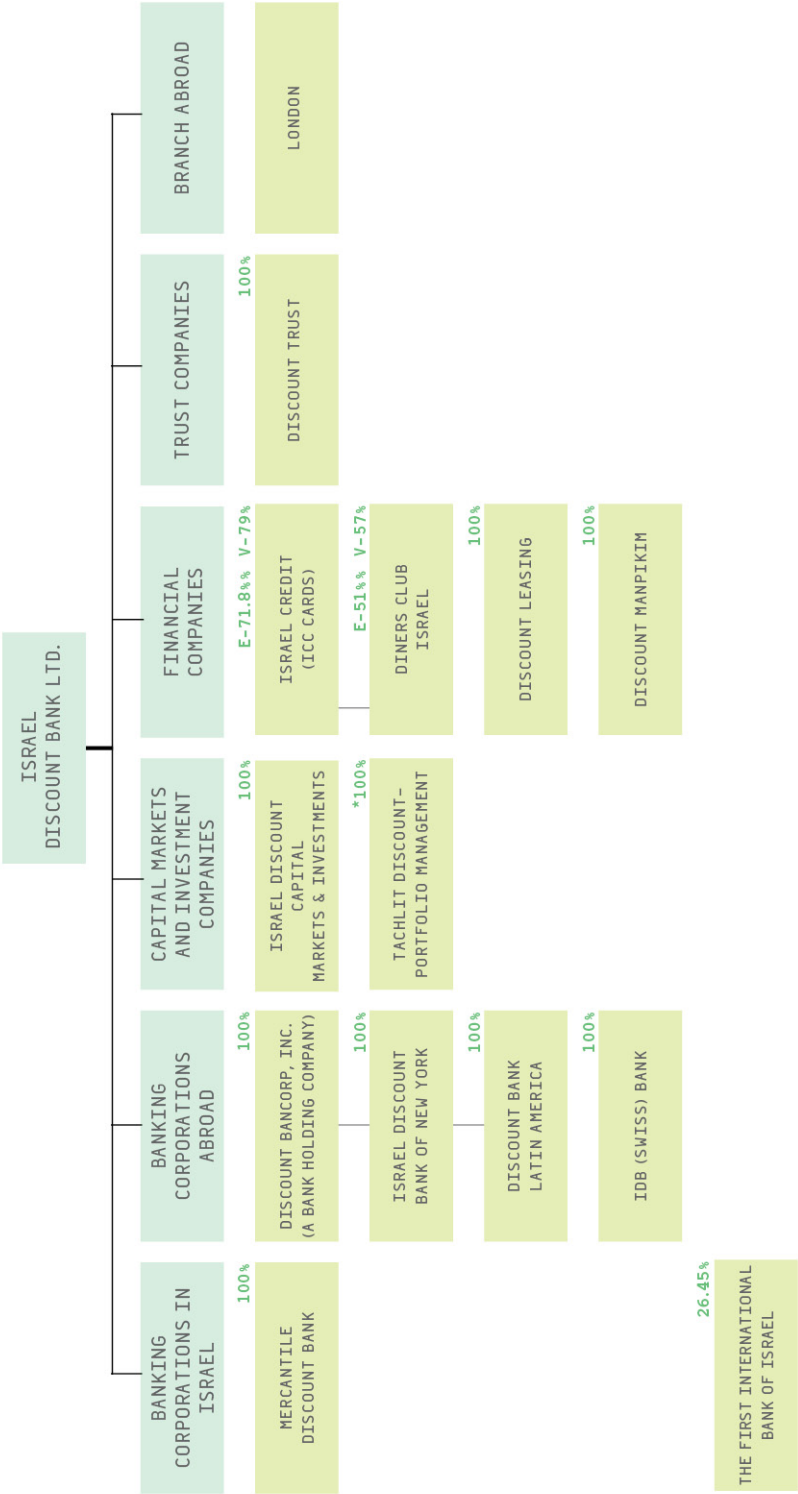 ISRAEL
DISCOUNT BANK LTD.
BANKING
CORPORATIONS IN
ISRAEL
100%
MERCANTILE
DISCOUNT BANK
26.45%
THE FIRST INTERNATIONAL
BANK OF ISRAEL
BANKING
CORPORATIONS
ABROAD
100%
DISCOUNT BANCORP, INC.
(A BANK HOLDING COMPANY)
100%
ISRAEL DISCOUNT
BANK OF NEW YORK
100%
DISCOUNT BANK
LATIN AMERICA
100%
IDB (SWISS) BANK
CAPITAL MARKETS
AND INVESTMENT
COMPANIES
100%
ISRAEL DISCOUNT
CAPITAL
MARKETS & INVESTMENTS
*100%
TACHLIT DISCOUNT-
PORTFOLIO MANAGEMENT
FINANCIAL
COMPANIES
E-71.8%% V-79%
ISRAEL CREDIT
(ICC CARDS)
E-51%% V-57%
DINERS CLUB
ISRAEL
100%
DISCOUNT LEASING
100%
DISCOUNT MANPIKIM
TRUST COMPANIES
100%
DISCOUNT TRUST
BRANCH ABROAD
LONDON